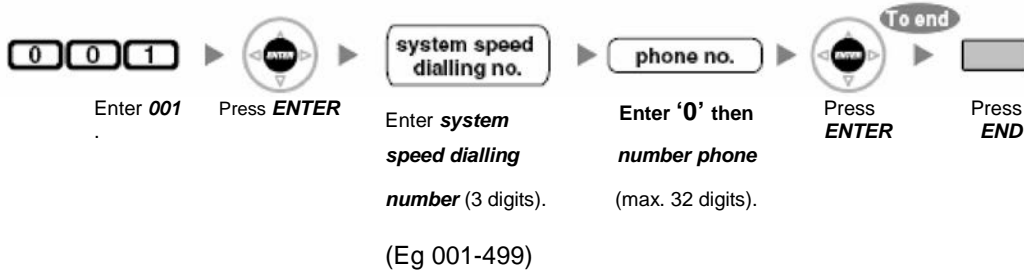 To end
0 0 1
system speed
dialling no.
phone no.
Enter 001
.
Press ENTER
Enter system
speed dialling
number (3 digits).
(Eg 001-499)
Enter ‘0’ then
number phone
(max. 32 digits).
Press
ENTER
Press
END